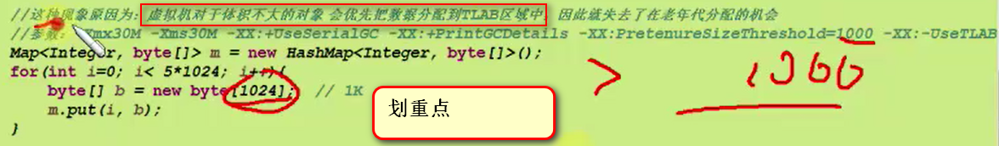 //这种现象原因为：虚拟机对于体积不大的对象 会优先把数据分配到TLAB区域中，因此就失去了在老年代分配的机会
//参数：-Xmx30M -Xms30M -XX:+UseSerialGC -XX:+PrintGCDetails -XX:PretenureSizeThreshold=1000 -XX:-UseTLAB
Map<Integer, byte[]> m = new HashMap<Integer, byte[]>();
for(int i=0; i< 5*1024; i++){
byte[] b = new byte[1024]; // 1K
m.put(i, b);
}
> 1000
划重点